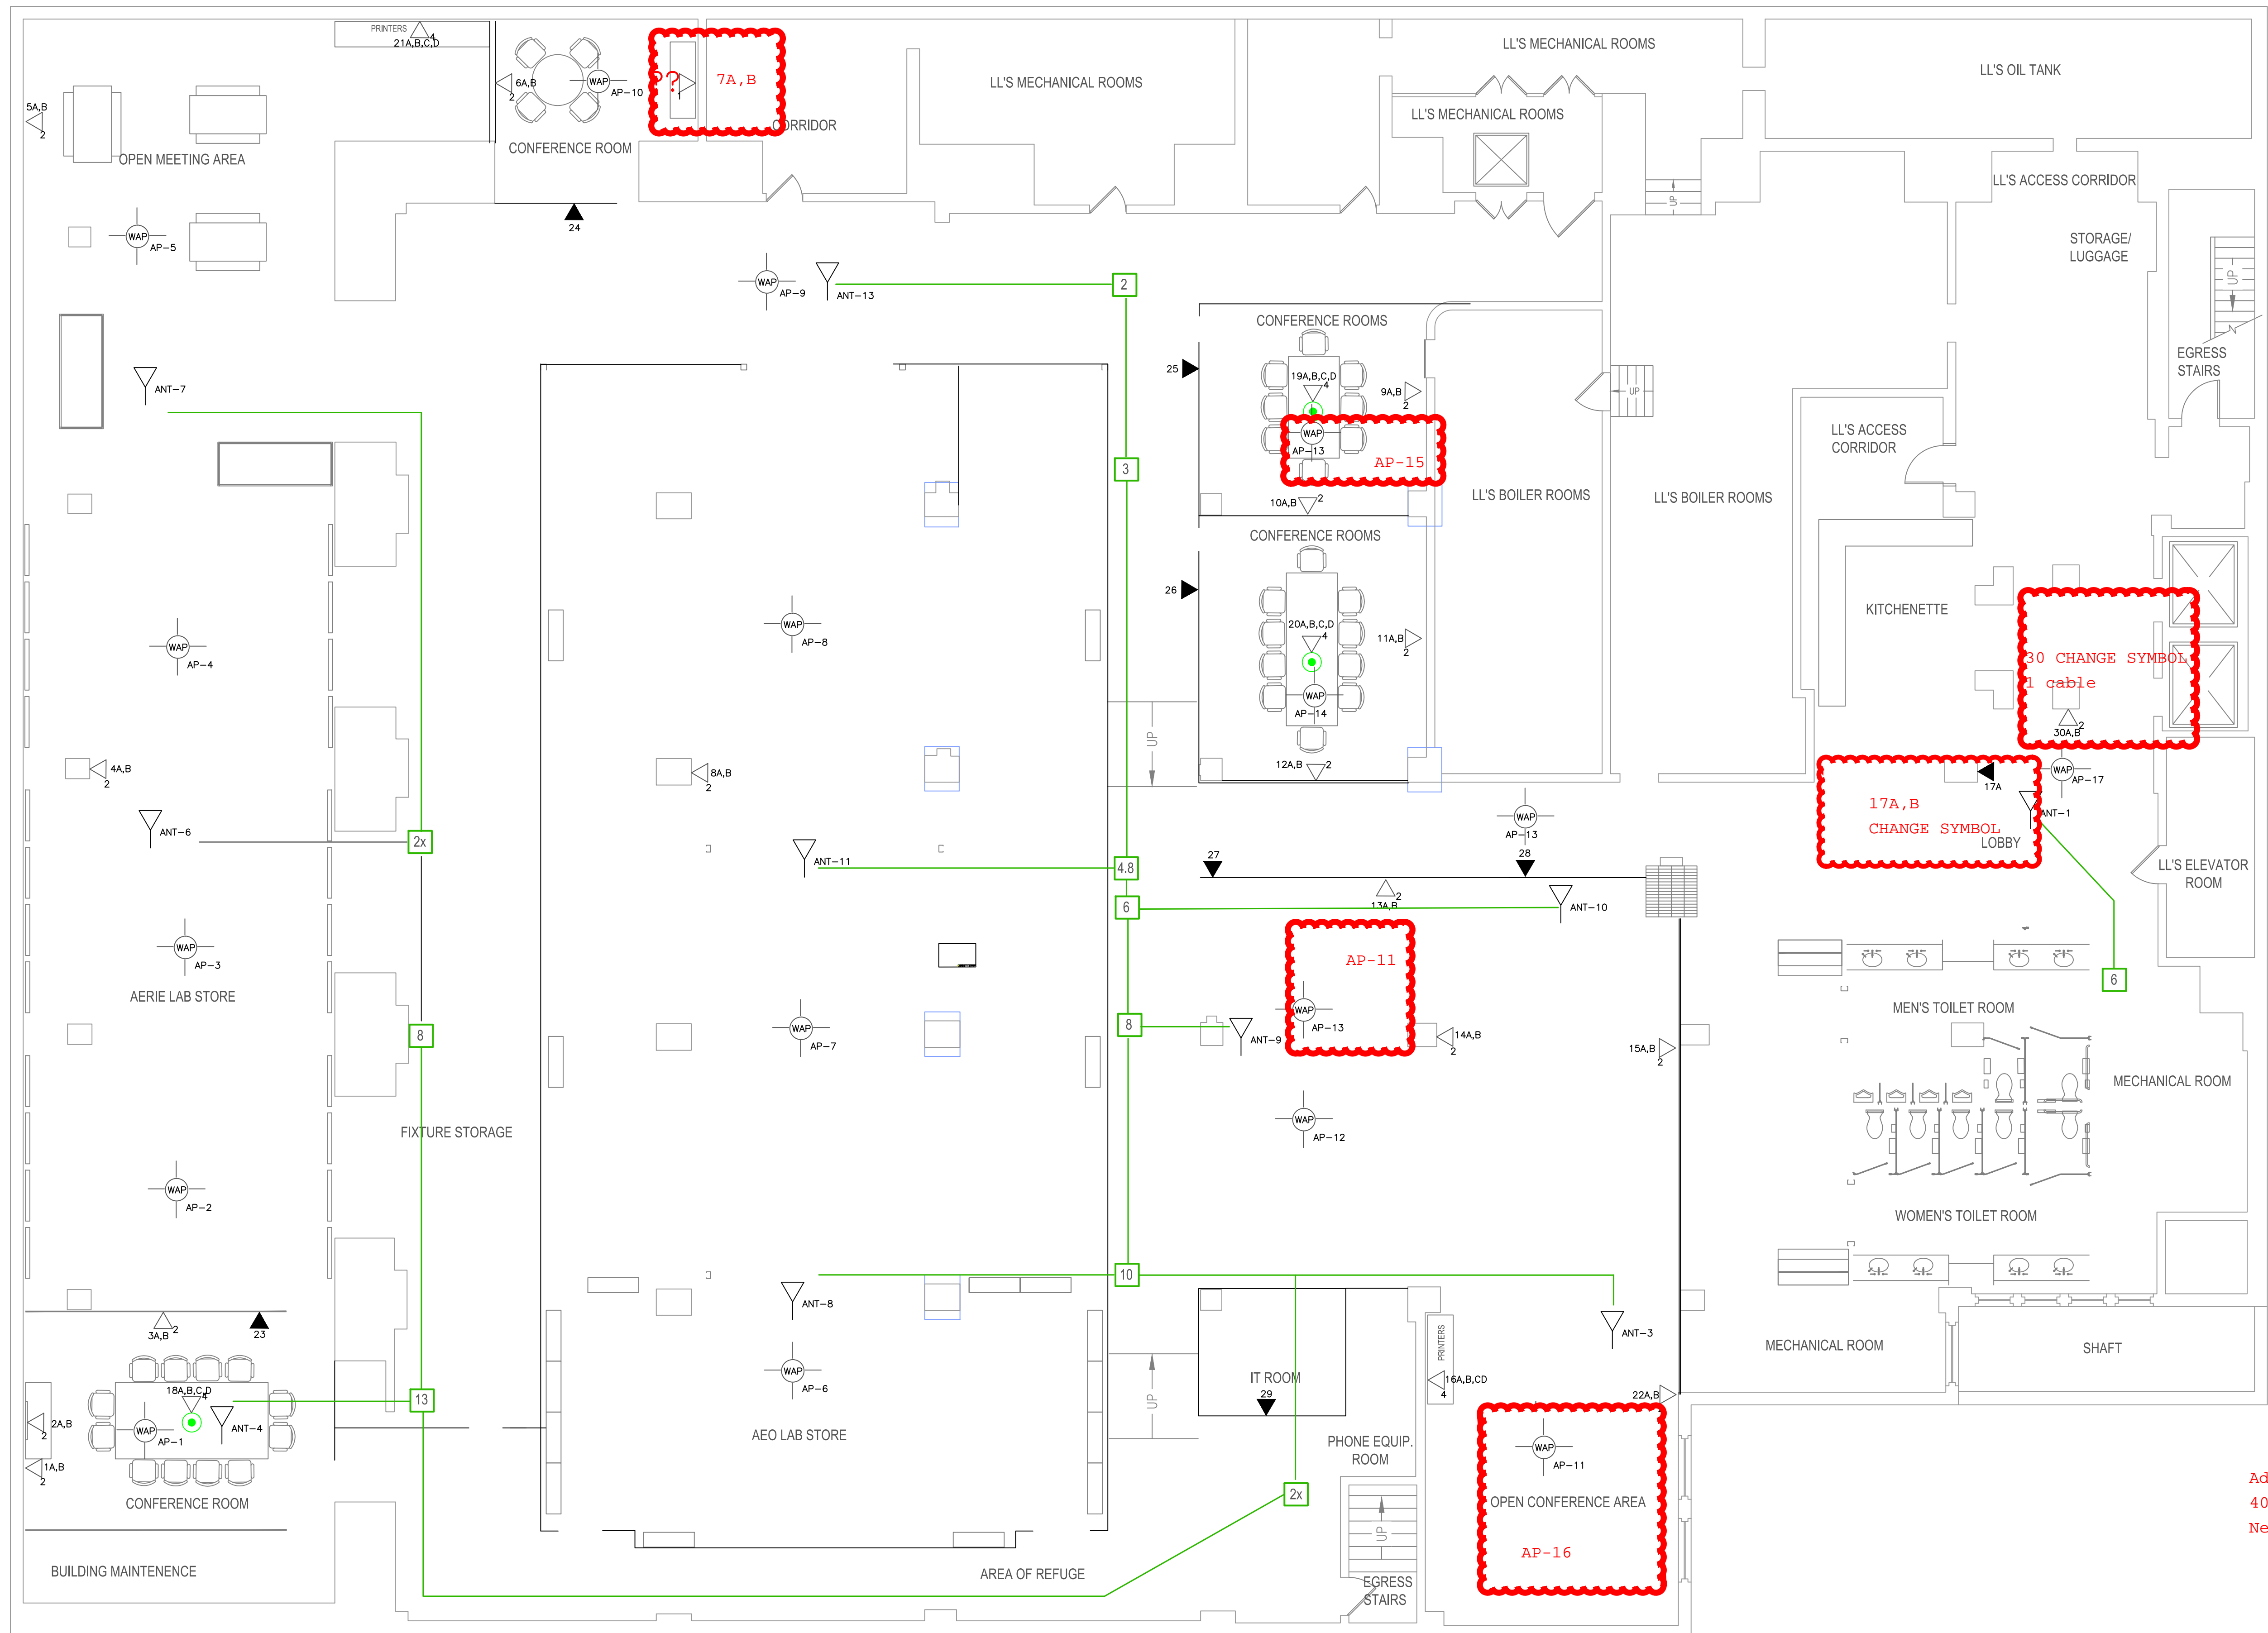 PRINTERS
4
21A,B,C,D
6A,B
2
WAP
AP-10
??
7A,B
CORRIDOR
CONFERENCE ROOM
5A,B
2
OPEN MEETING AREA
LL'S MECHANICAL ROOMS
LL'S MECHANICAL ROOMS
LL'S MECHANICAL ROOMS
LL'S OIL TANK
LL'S ACCESS CORRIDOR
UP
24
WAP
AP-5
STORAGE/
LUGGAGE
UP
N
EGRESS
STAIRS
WAP
AP-9
ANT-13
2
CONFERENCE ROOMS
25
19A,B,C,D
4
9A,B
2
WAP
AP-13
AP-15
10A,B
2
ANT-7
3
UP
LL'S BOILER ROOMS
LL'S BOILER ROOMS
LL'S ACCESS
CORRIDOR
CONFERENCE ROOMS
26
20A,B,C,D
4
11A,B
2
WAP
AP-14
12A,B
2
KITCHENETTE
30 CHANGE SYMBOL
1 cable
2
30A,B
WAP
AP-4
WAP
AP-8
UP
4A,B
2
8A,B
2
WAP
AP-17
17A
17A,B
CHANGE SYMBOL
ANT-1
LOBBY
ANT-6
2x
ANT-11
4.8
WAP
AP-13
27
28
2
13A,B
LL'S ELEVATOR
ROOM
6
ANT-10
WAP
AP-3
AERIE LAB STORE
AP-11
WAP
AP-13
6
MEN'S TOILET ROOM
8
WAP
AP-7
8
ANT-9
14A,B
2
15A,B
2
MECHANICAL ROOM
FIXTURE STORAGE
WAP
AP-12
WAP
AP-2
WOMEN'S TOILET ROOM
10
ANT-8
ANT-3
3A,B
2
23
PRINTERS
MECHANICAL ROOM
SHAFT
WAP
AP-6
UP
IT ROOM
29
16A,B,CD
4
22A,B
18A,B,C,D
4
13
2A,B
2
WAP
AP-1
ANT-4
AEO LAB STORE
PHONE EQUIP.
ROOM
WAP
AP-11
1A,B
2
CONFERENCE ROOM
2x
OPEN CONFERENCE AREA
Ad
40
Ne
UP
AP-16
BUILDING MAINTENENCE
AREA OF REFUGE
EGRESS
STAIRS